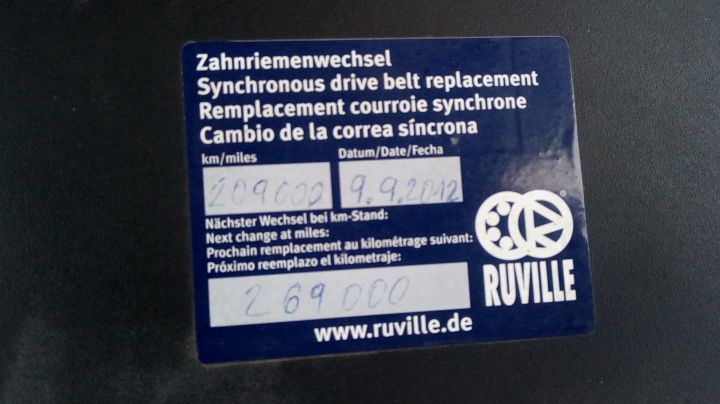 Zahnriemenwechsel
Synchronous drive belt replacement
Remplacement courroie synchrone
Cambio de la correa síncrona
km/miles Datum/Date/Fecha
209000 9.9.2012
Nächster Wechsel bei km-Stand:
Next change at miles:
Prochain remplacement au kilométrage suivant:
Próximo reemplazo el kilometraje:
269000
®
RUVILLE
www.ruville.de